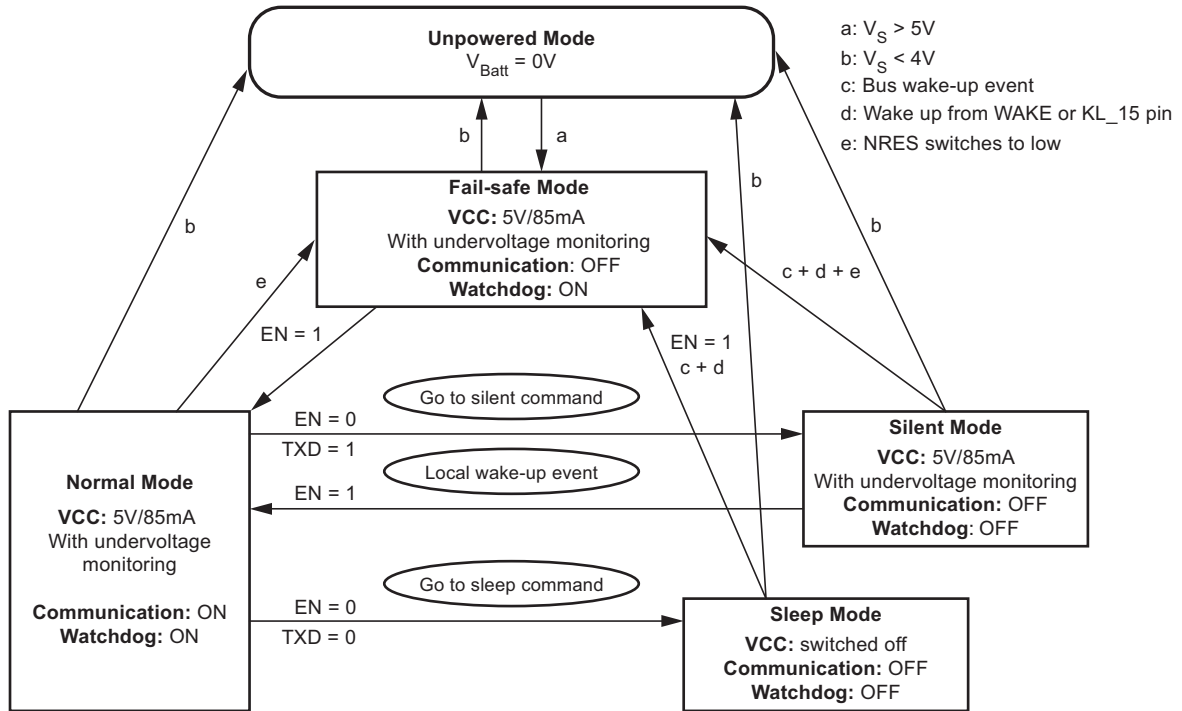 Unpowered Mode
V_Batt = 0V
a: V_S > 5V
b: V_S < 4V
c: Bus wake-up event
d: Wake up from WAKE or KL_15 pin
e: NRES switches to low
b
a
b
b
b
Fail-safe Mode
VCC: 5V/85mA
With undervoltage monitoring
Communication: OFF
Watchdog: ON
e
c + d + e
EN = 1
EN = 1
c + d
Go to silent command
EN = 0
TXD = 1
Local wake-up event
EN = 1
Silent Mode
VCC: 5V/85mA
With undervoltage monitoring
Communication: OFF
Watchdog: OFF
Normal Mode
VCC: 5V/85mA
With undervoltage
monitoring
Communication: ON
Watchdog: ON
Go to sleep command
EN = 0
TXD = 0
Sleep Mode
VCC: switched off
Communication: OFF
Watchdog: OFF